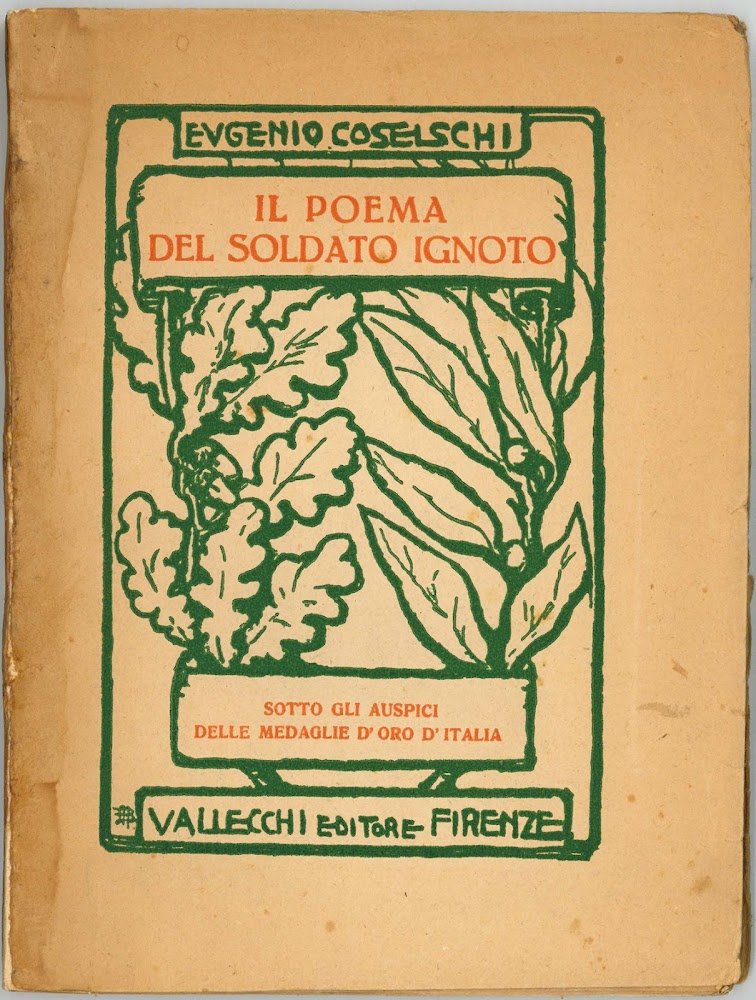 EVGENIO COSELSCHI
IL POEMA
DEL SOLDATO IGNOTO
SOTTO GLI AUSPICI
DELLE MEDAGLIE D'ORO D'ITALIA
VALLECCHI EDITORE FIRENZE